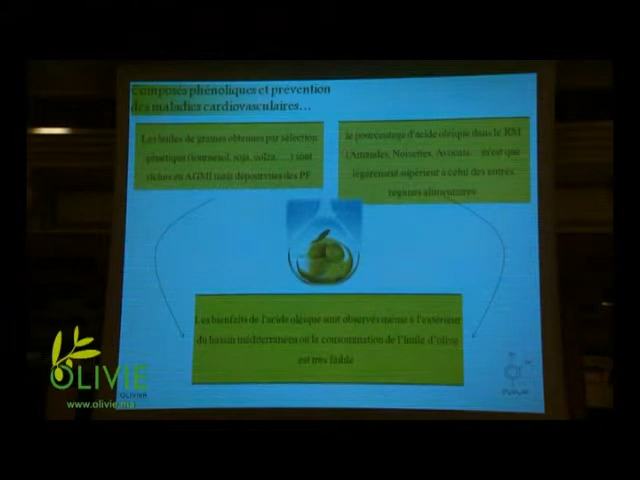 Composés phénoliques et prévention
des maladies cardiovasculaires…
Les huiles de graines obtenues par sélection
génétique (tournesol, soja, colza, …) sont
riches en AGMI mais dépourvues des PF
le pourcentage d'acide oléique dans le RM
(Amandes, Noisettes, Avocats… n'est que
légèrement supérieur à celui des autres
régimes alimentaires
Les bienfaits de l'acide oléique sont observés même à l'extérieur
du bassin méditerranéen où la consommation de l'huile d'olive
est très faible
OLIVIE
OLIVIER
www.olivie.ma